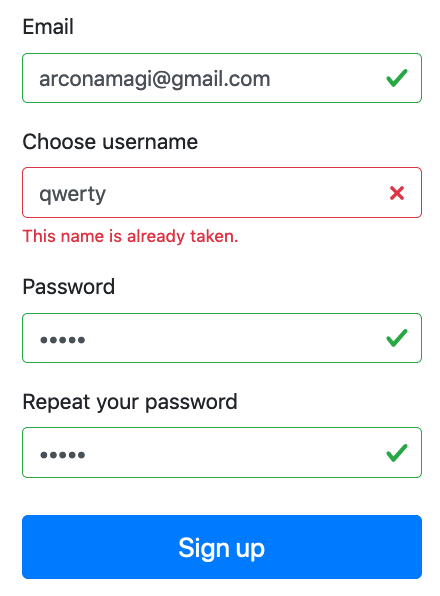 Email
arconamagi@gmail.com
Choose username
qwerty
This name is already taken.
Password
•••••
Repeat your password
•••••
Sign up